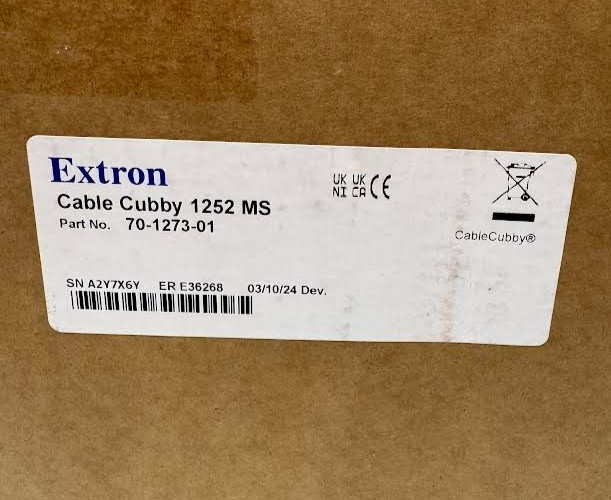 Extron
Cable Cubby 1252 MS
Part No. 70-1273-01
UK UK CE
NI CA
CableCubby®
SN A2Y7X6Y ER E36268 03/10/24 Dev.